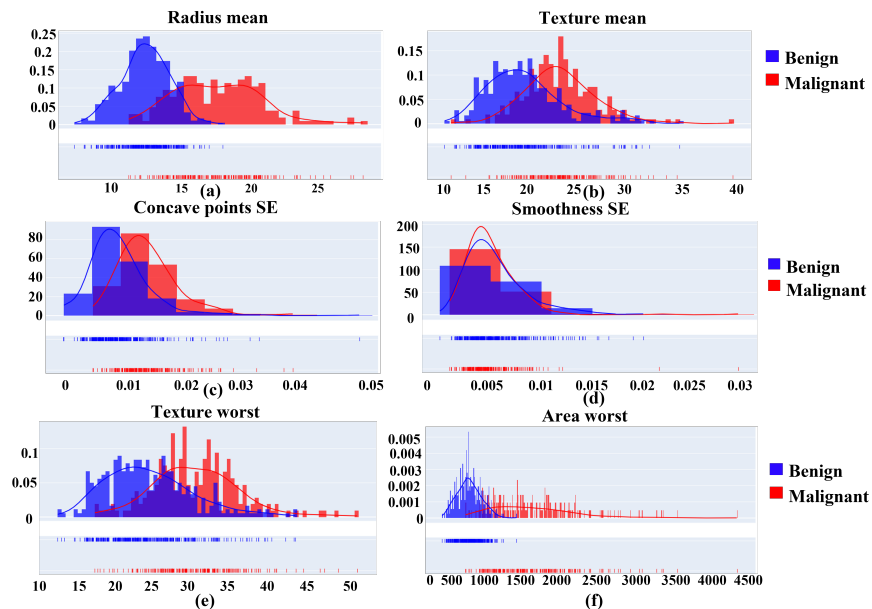 Radius mean
Texture mean
0.25
0.2
0.15
0.1
0.05
0
10 15 20 25
(a)
0.15
0.1
0.05
0
10 15 20 25 30 35 40
(b)
Benign
Malignant
Concave points SE
Smoothness SE
80
60
40
20
0
0 0.01 0.02 0.03 0.04 0.05
(c)
200
150
100
50
0
0 0.005 0.01 0.015 0.02 0.025 0.03
(d)
Benign
Malignant
Texture worst
Area worst
0.1
0.05
0
10 15 20 25 30 35 40 45 50
(e)
0.005
0.004
0.003
0.002
0.001
0
0 500 1000 1500 2000 2500 3000 3500 4000 4500
(f)
Benign
Malignant